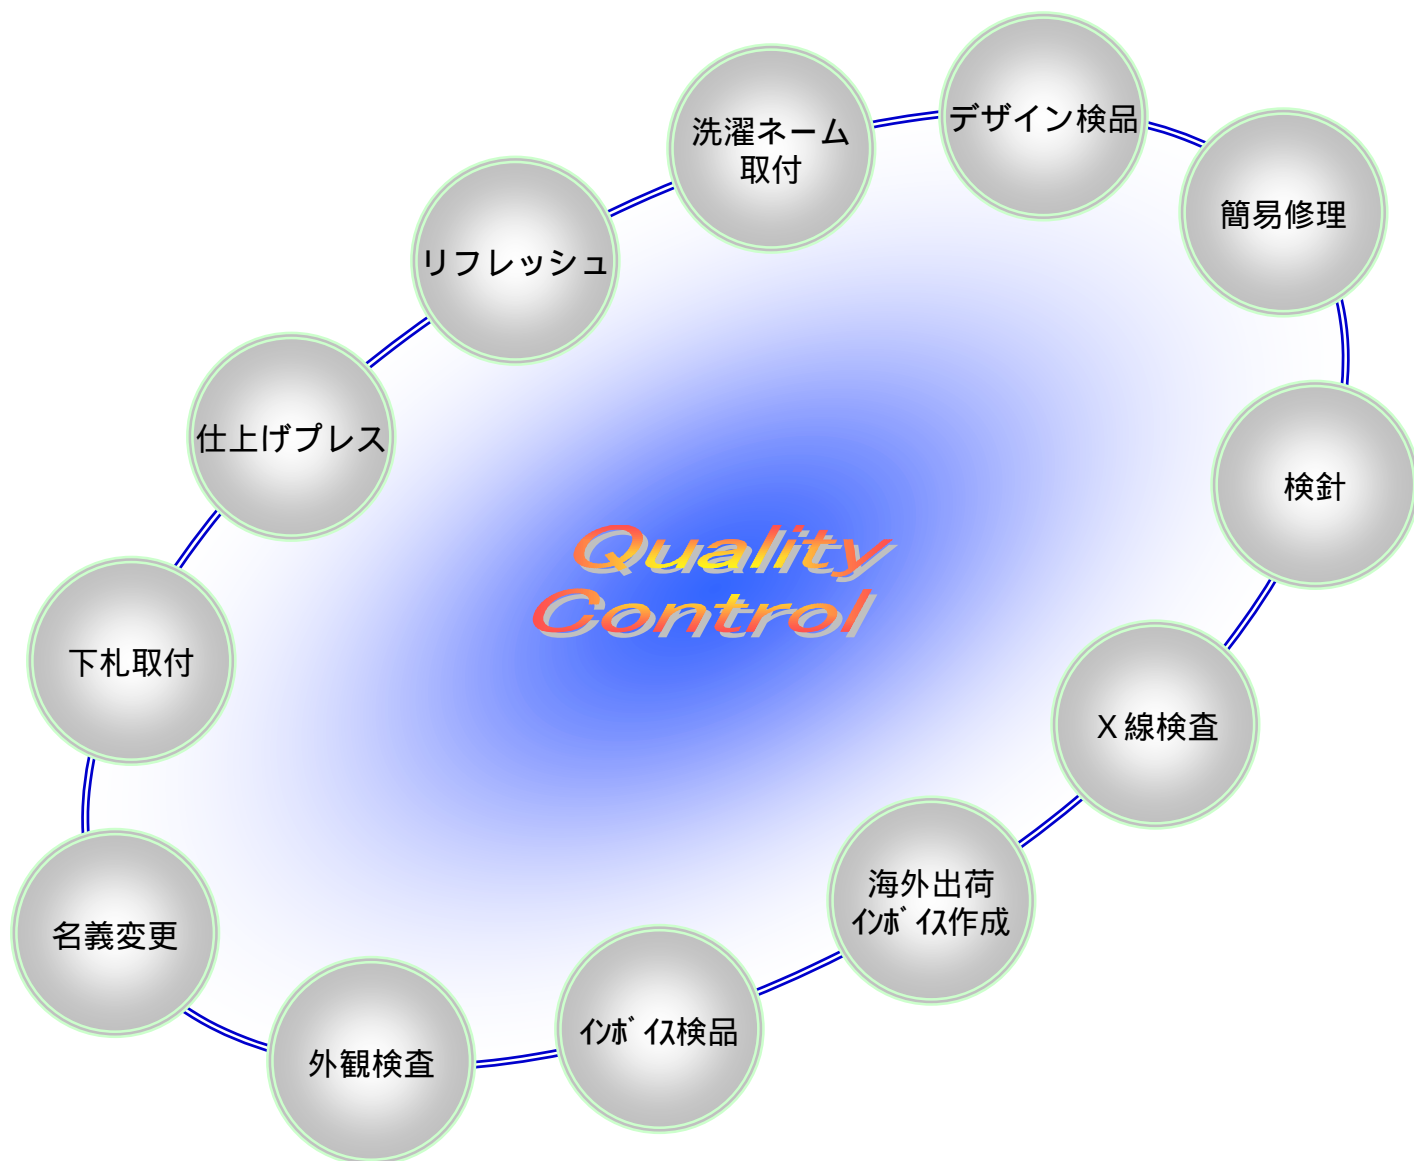 デザイン検品
洗濯ネーム
取付
簡易修理
リフレッシュ
仕上げプレス
検針
Quality
Control
下札取付
X線検査
海外出荷
インボイス作成
名義変更
インボイス検品
外観検査